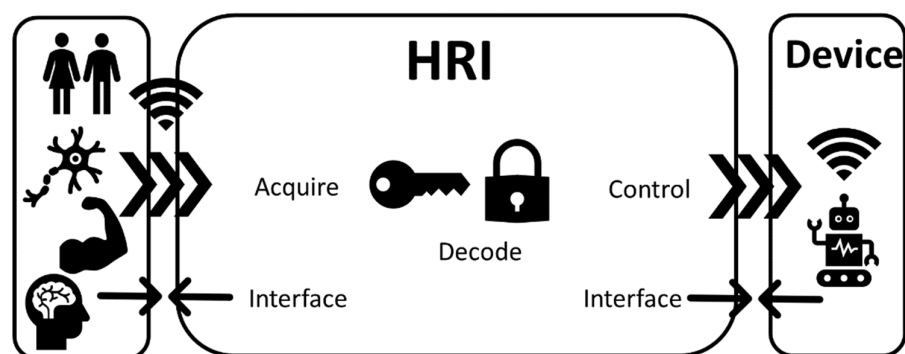 HRI
Device
Acquire
Control
Decode
Interface
Interface